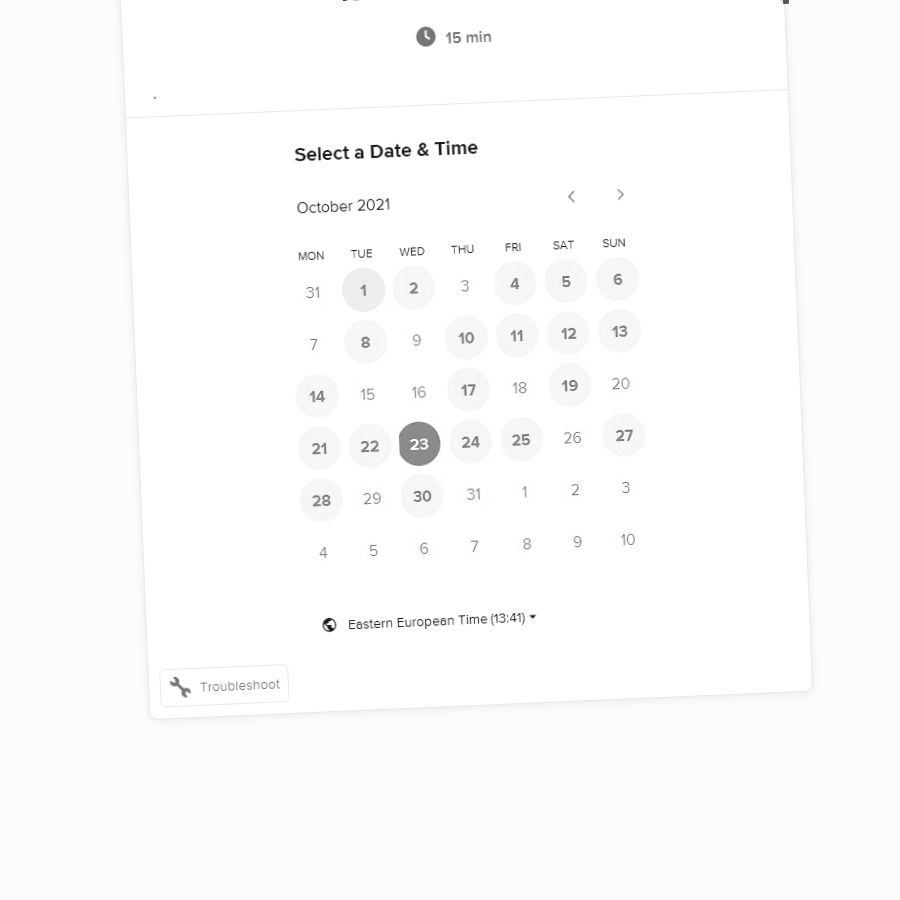 15 min
Select a Date & Time
October 2021
MON TUE WED THU FRI SAT SUN
31 1 2 3 4 5 6
7 8 9 10 11 12 13
14 15 16 17 18 19 20
21 22 23 24 25 26 27
28 29 30 31 1 2 3
4 5 6 7 8 9 10
Eastern European Time (13:41)
Troubleshoot